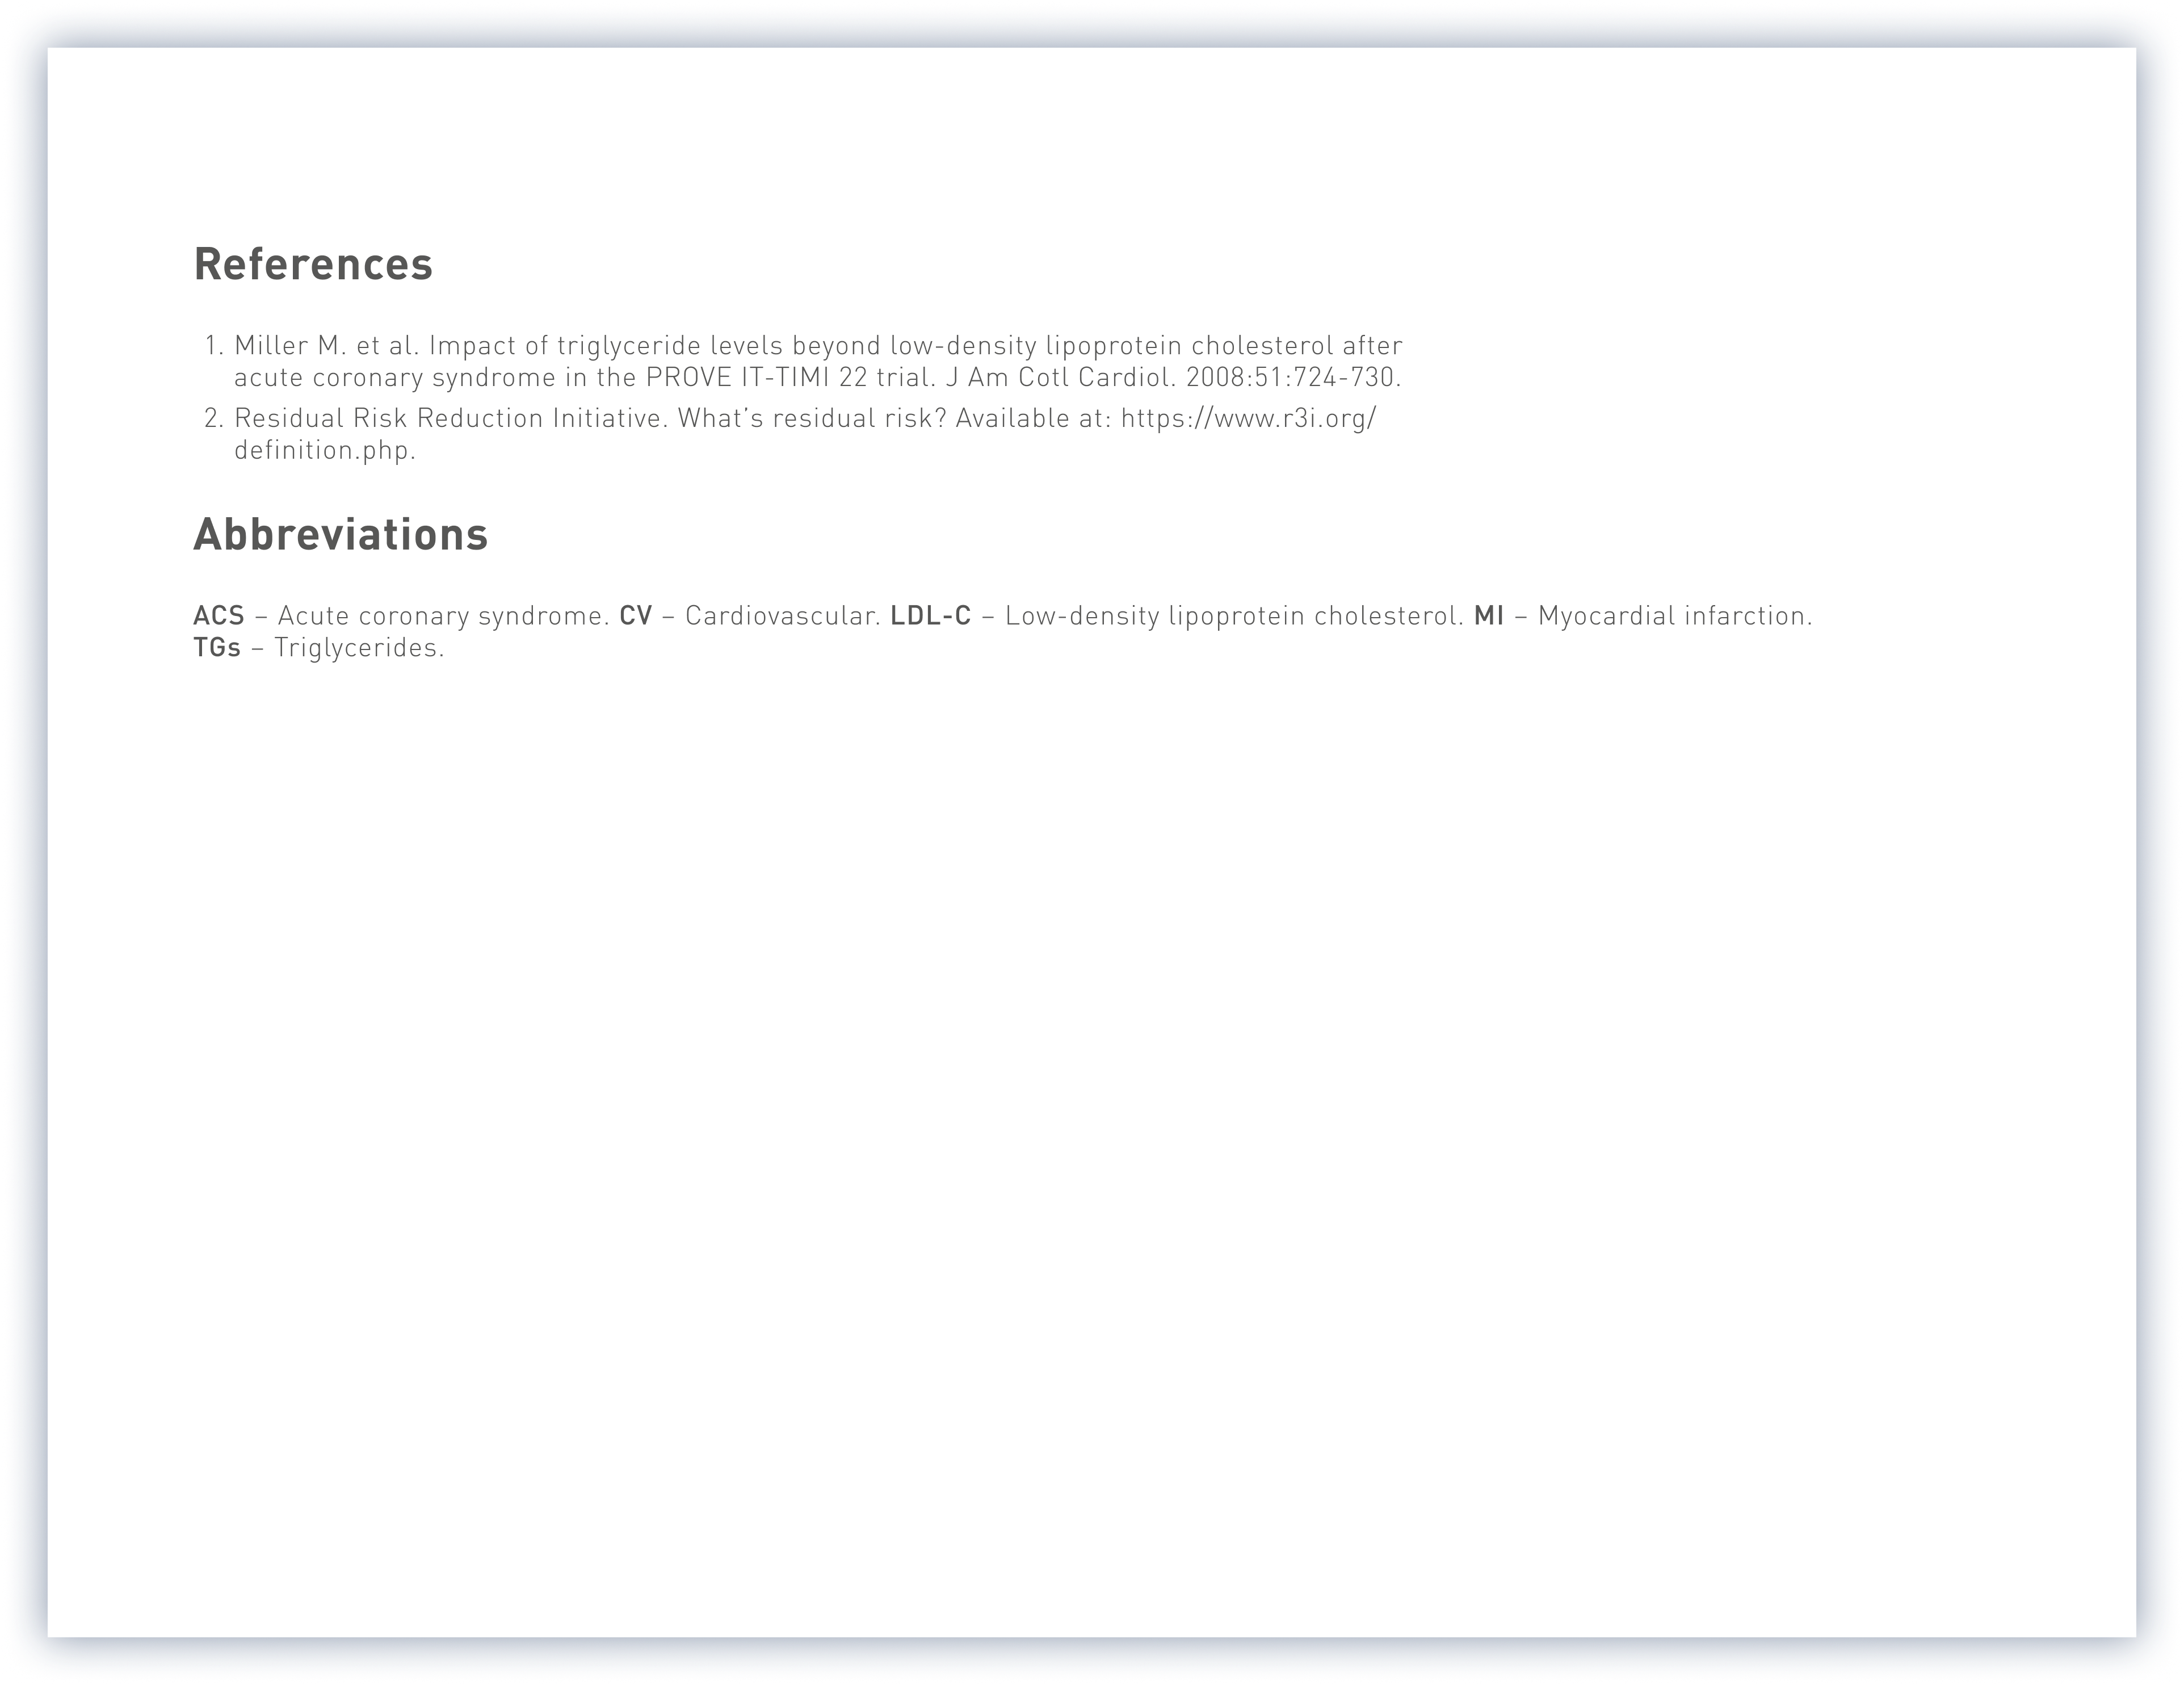 References
1. Miller M. et al. Impact of triglyceride levels beyond low-density lipoprotein cholesterol after
acute coronary syndrome in the PROVE IT-TIMI 22 trial. J Am Cotl Cardiol. 2008:51:724-730.
2. Residual Risk Reduction Initiative. What’s residual risk? Available at: https://www.r3i.org/
definition.php.
Abbreviations
ACS – Acute coronary syndrome. CV – Cardiovascular. LDL-C – Low-density lipoprotein cholesterol. MI – Myocardial infarction.
TGs – Triglycerides.